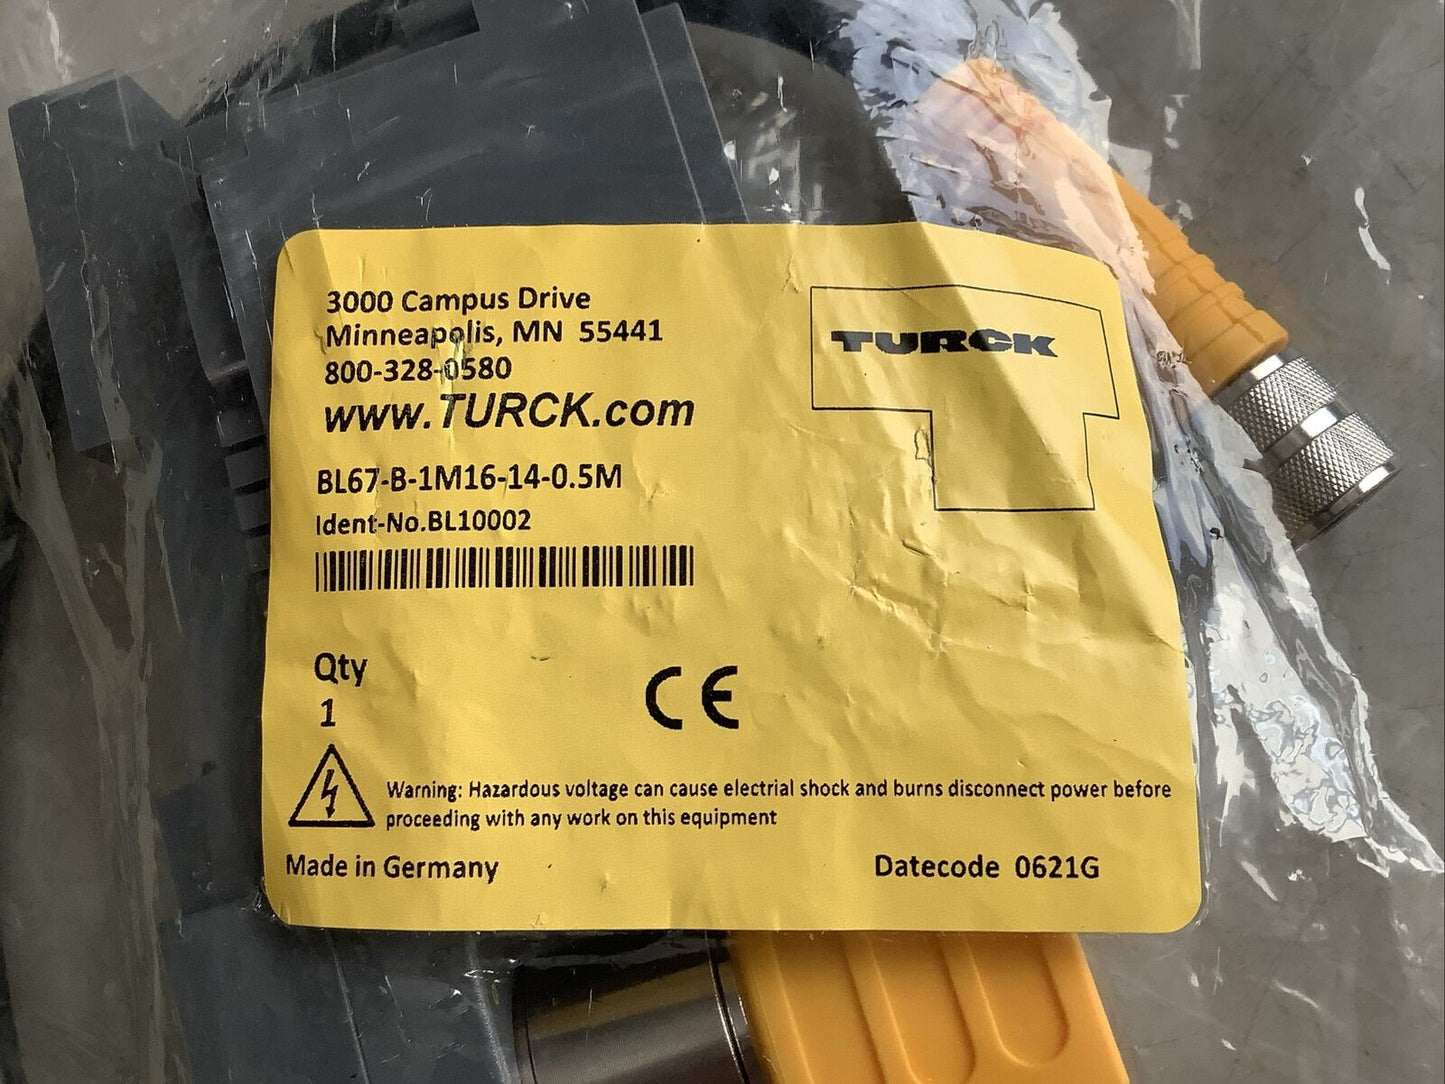 3000 Campus Drive
Minneapolis, MN 55441
800-328-0580
www.TURCK.com
TURCK
BL67-B-1M16-14-0.5M
Ident-No.BL10002
Qty
1
CE
Warning: Hazardous voltage can cause electrial shock and burns disconnect power before
proceeding with any work on this equipment
Made in Germany
Datecode 0621G